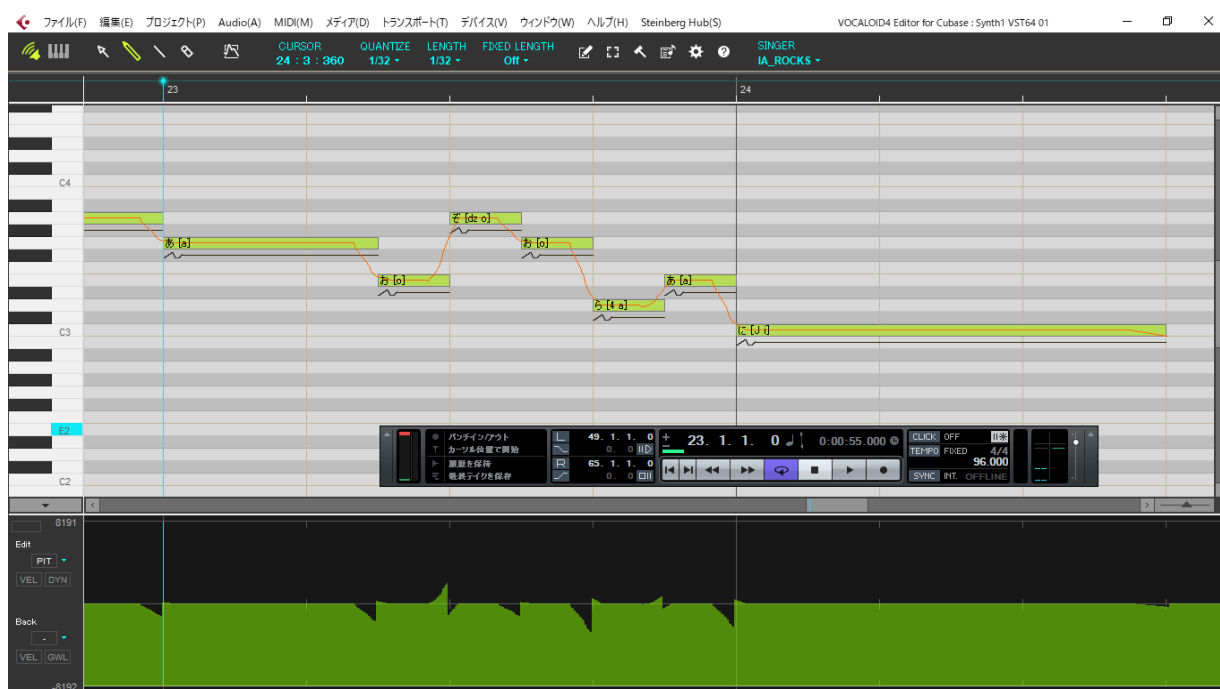 ファイル(F) 編集(E) プロジェクト(P) Audio(A) MIDI(M) メディア(D) トランスポート(T) デバイス(V) ウィンドウ(W) ヘルプ(H) Steinberg Hub(S) VOCALOID4 Editor for Cubase : Synth1 VST64 01
CURSOR QUANTIZE LENGTH FIXED LENGTH SINGER
24 : 3 : 360 1/32 1/32 Off IA_ROCKS
23 24
C4
ぞ [dz o]
あ [a] お [o]
お [o] あ [a]
ら [4 a]
C3 に [J i]
E2
パンチイン/アウト L 49. 1. 1. 0 + 23. 1. 1. 0 0:00:55.000 CLICK OFF
カーソル位置で開始 0. 0 − TEMPO FIXED 4/4
録音を保持 R 65. 1. 1. 0 96.000
最終テイクを保存 0. 0 SYNC INT. OFFLINE
C2
8191
Edit
PIT
VEL DYN
Back
-
VEL GWL
-8192